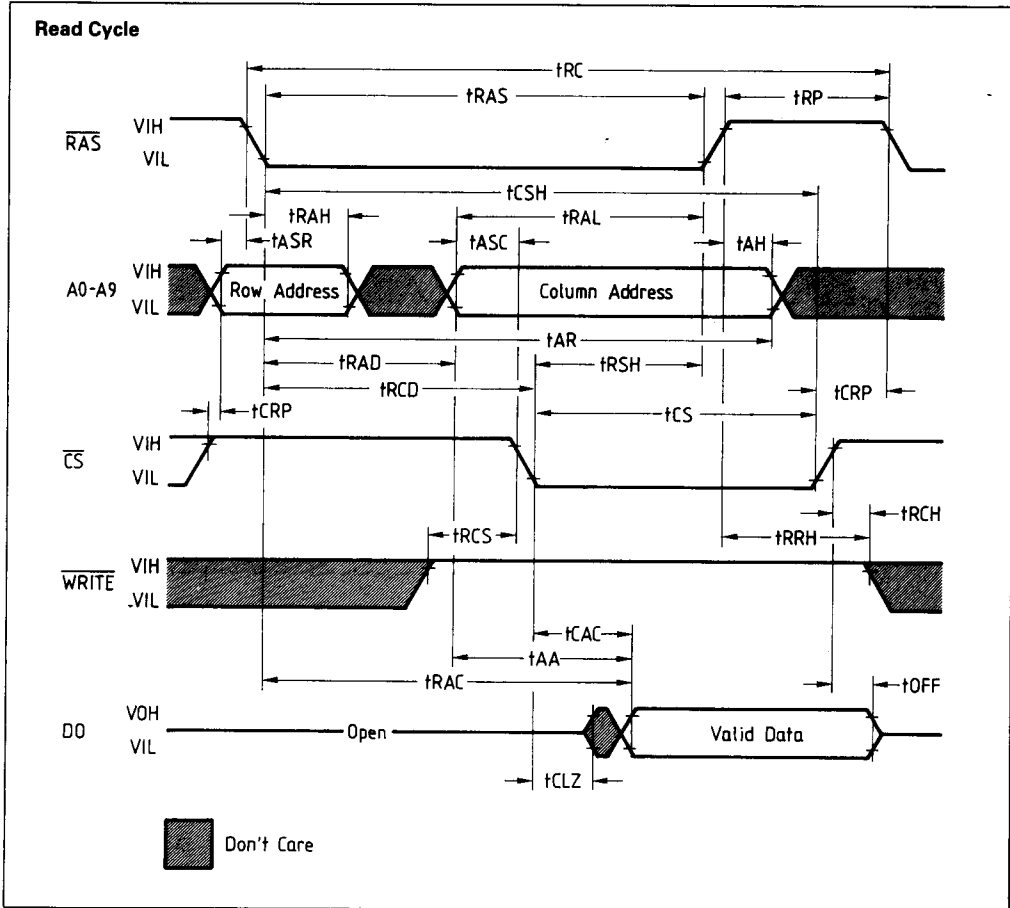 Read Cycle
tRC
tRAS
tRP
RAS
VIH
VIL
tCSH
tRAH
tRAL
tASR
tASC
tAH
A0-A9
VIH
VIL
Row Address
Column Address
tAR
tRAD
tRSH
tRCD
tCRP
tCRP
tCS
CS
VIH
VIL
tRCS
tRCH
tRRH
WRITE
VIH
VIL
tCAC
tAA
tRAC
tOFF
DO
VOH
VIL
Open
Valid Data
tCLZ
Don't Care